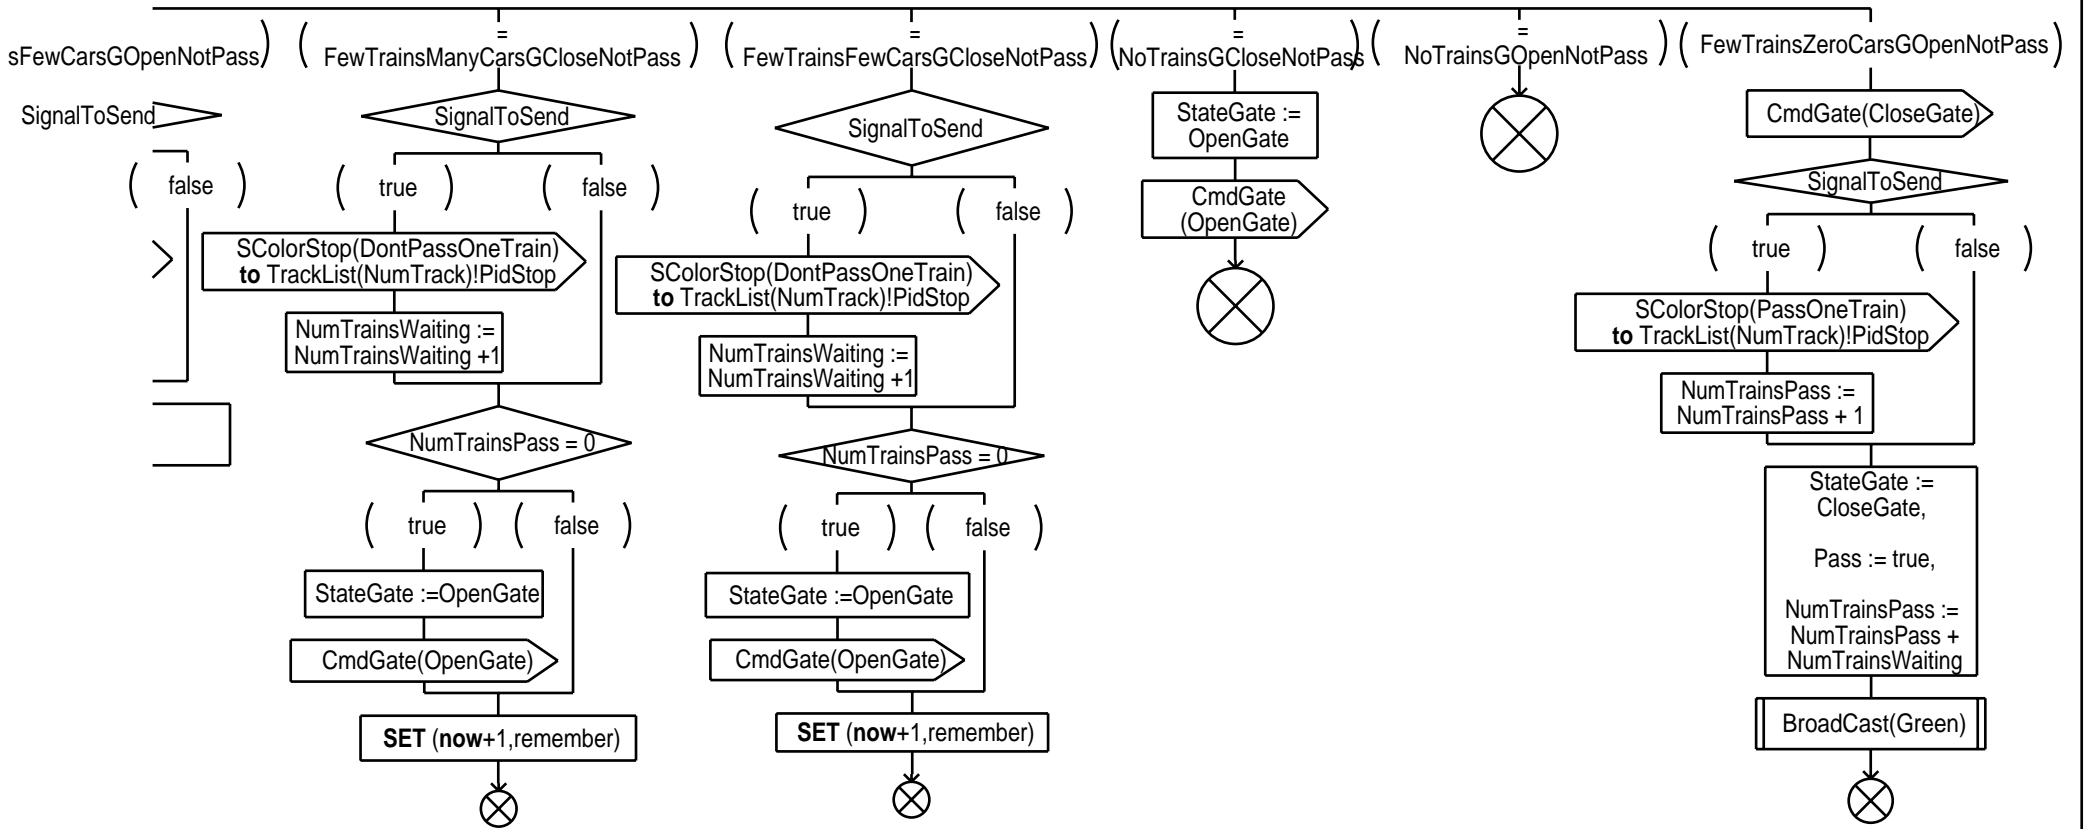 sFewCarsGOpenNotPass)
SignalToSend
( false )
( = FewTrainsManyCarsGCloseNotPass )
SignalToSend
( true )
( false )
SColorStop(DontPassOneTrain)
to TrackList(NumTrack)!PidStop
NumTrainsWaiting :=
NumTrainsWaiting +1
NumTrainsPass = 0
( true )
( false )
StateGate :=OpenGate
CmdGate(OpenGate)
SET (now+1,remember)
( = FewTrainsFewCarsGCloseNotPass )
SignalToSend
( true )
( false )
SColorStop(DontPassOneTrain)
to TrackList(NumTrack)!PidStop
NumTrainsWaiting :=
NumTrainsWaiting +1
NumTrainsPass = 0
( true )
( false )
StateGate :=OpenGate
CmdGate(OpenGate)
SET (now+1,remember)
( = NoTrainsGCloseNotPass )
StateGate :=
OpenGate
CmdGate
(OpenGate)
( = NoTrainsGOpenNotPass )
( FewTrainsZeroCarsGOpenNotPass )
CmdGate(CloseGate)
SignalToSend
( true )
( false )
SColorStop(PassOneTrain)
to TrackList(NumTrack)!PidStop
NumTrainsPass :=
NumTrainsPass + 1
StateGate :=
CloseGate,
Pass := true,
NumTrainsPass :=
NumTrainsPass +
NumTrainsWaiting
BroadCast(Green)